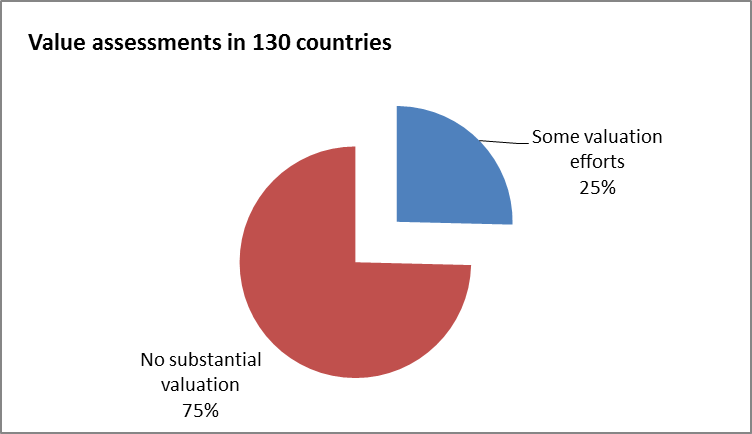 Value assessments in 130 countries
Some valuation
efforts
25%
No substantial
valuation
75%